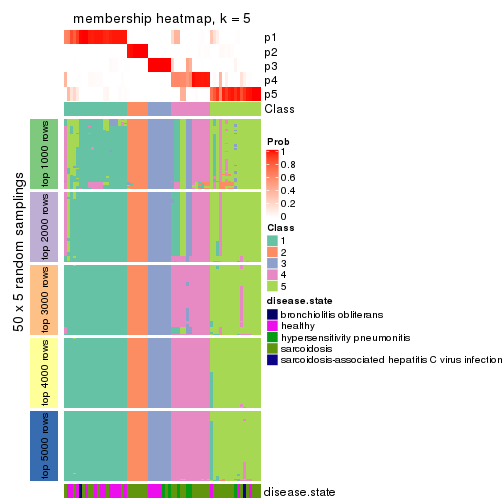 membership heatmap, k = 5
p1
p2
p3
p4
p5
Class
50 x 5 random samplings
top 1000 rows
top 2000 rows
top 3000 rows
top 4000 rows
top 5000 rows
disease.state
Prob
1
0.8
0.6
0.4
0.2
0
Class
1
2
3
4
5
disease.state
bronchiolitis obliterans
healthy
hypersensitivity pneumonitis
sarcoidosis
sarcoidosis-associated hepatitis C virus infection